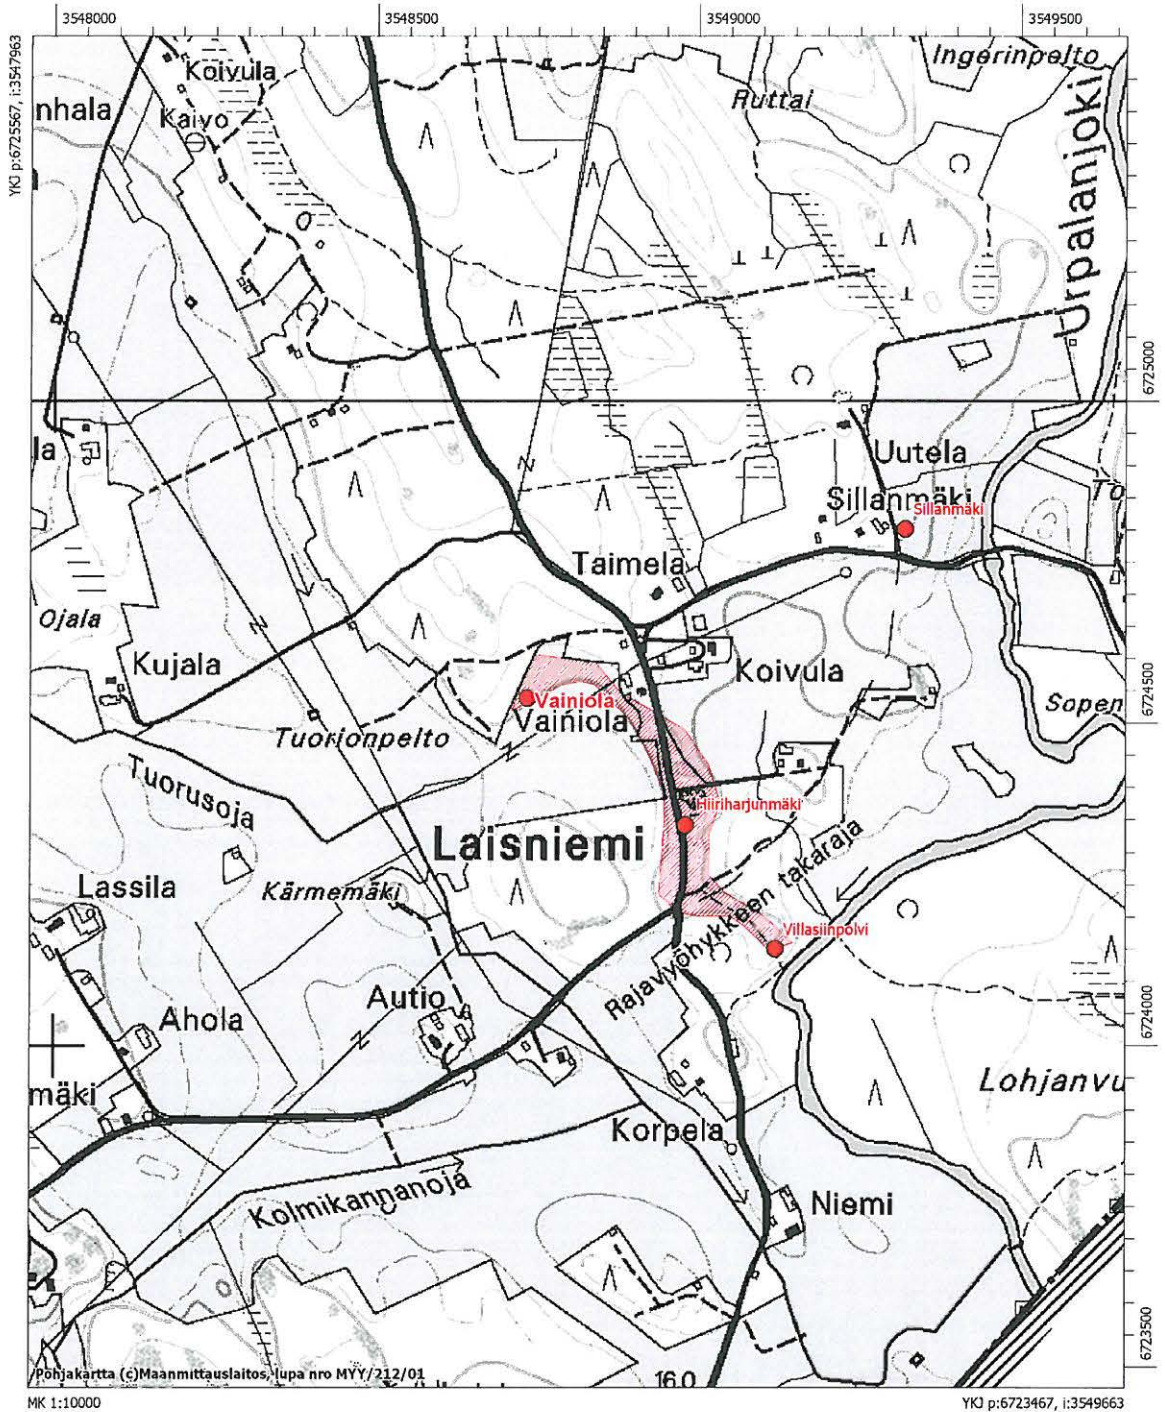 3548000
3548500
3549000
3549500
YKJ p:6725567, i:3547963
Koivula
Ingerinpelto
nhala
Kaivo
Ruttai
Urpalanjoki
6725000
la
Uutela
Sillanmäki
Sillanmäki
To
Taimela
Ojala
Kujala
Koivula
6724500
Vainiola
Vainiola
Sopen
Tuorionpelto
Tuorusoja
Hiiriharjunmäki
Laisniemi
Lassila
Kärmemäki
Rajavyöhykkeen takaraja
Villasiinpolvi
Autio
Ahola
6724000
mäki
Lohjanvu
Korpela
Kolmikannanoja
Niemi
6723500
Pohjakartta (c)Maanmittauslaitos, lupa nro MYY/212/01
16.0
MK 1:10000
YKJ p:6723467, i:3549663